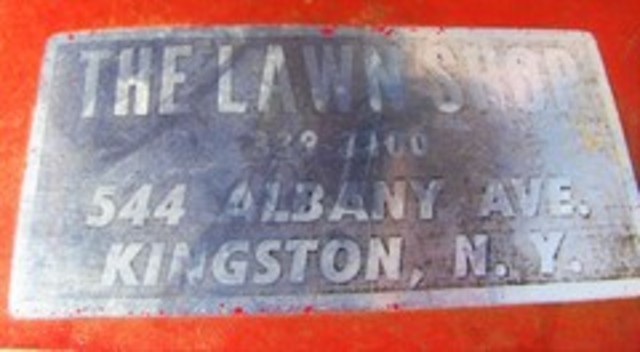 THE LAWN SHOP
544 ALBANY AVE.
KINGSTON, N. Y.